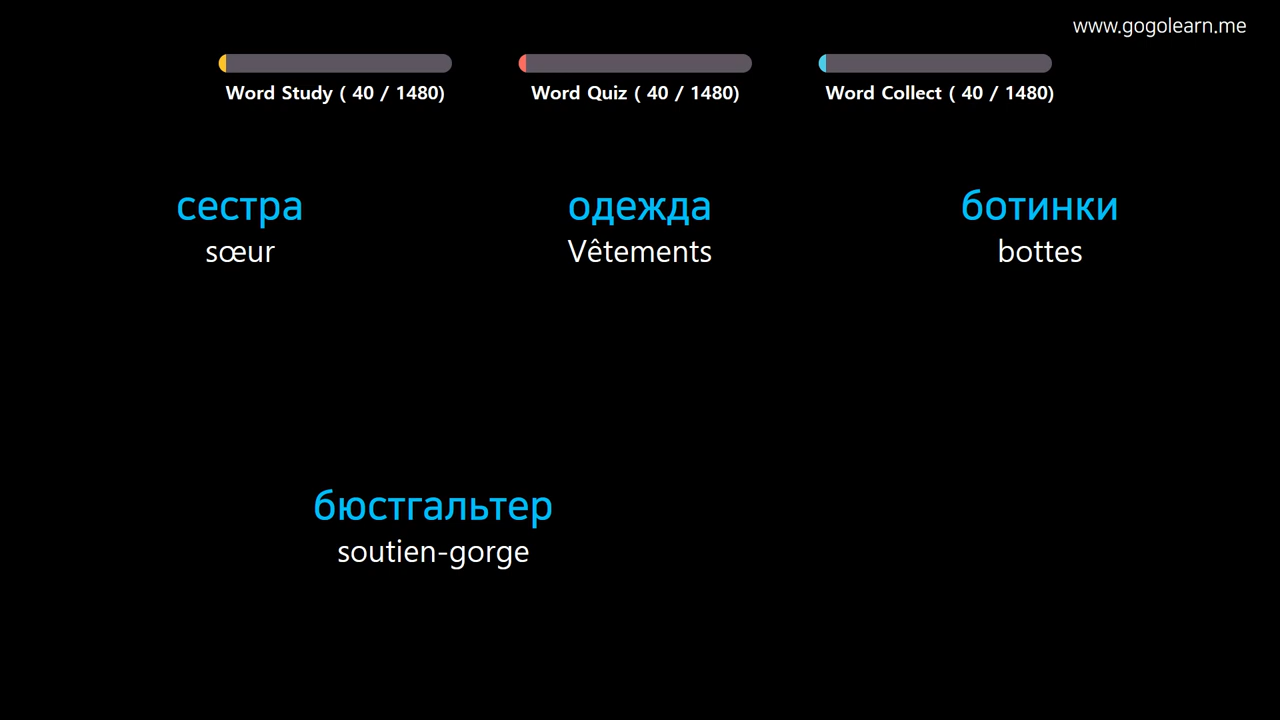 www.gogolearn.me
Word Study ( 40 / 1480)
Word Quiz ( 40 / 1480)
Word Collect ( 40 / 1480)
сестра
sœur
одежда
Vêtements
ботинки
bottes
бюстгальтер
soutien-gorge